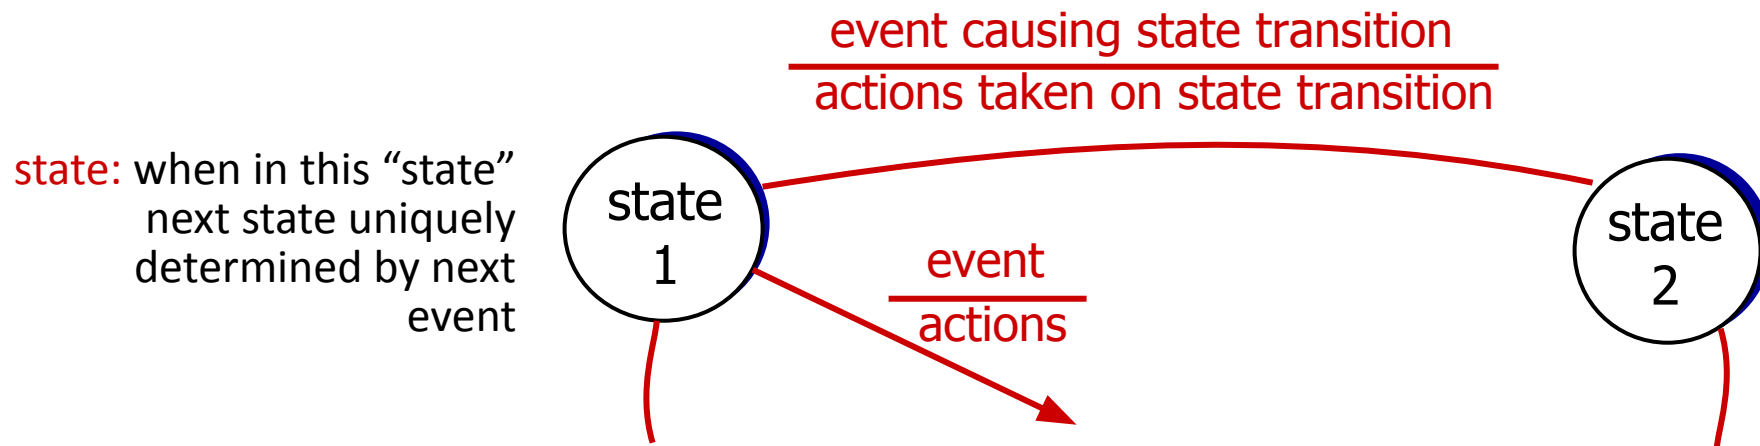 event causing state transition
actions taken on state transition
state: when in this “state”
next state uniquely
determined by next
event
state
1
event
actions
state
2